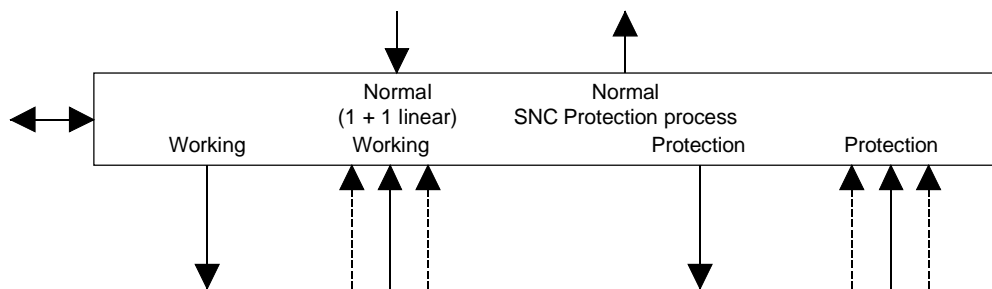 Normal Normal
(1 + 1 linear) SNC Protection process
Working Working Protection Protection